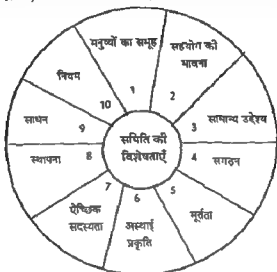 मनुष्यों का समूह
1
सहयोग की
भावना
2
3 सामान्य उद्देश्य
4 सगठन
5
मूर्तता
6
अस्थाई
प्रकृति
7
ऐच्छिक
सदस्यता
स्थापना 8
साधन 9
नियम
10
समिति की
विशेषताएँ